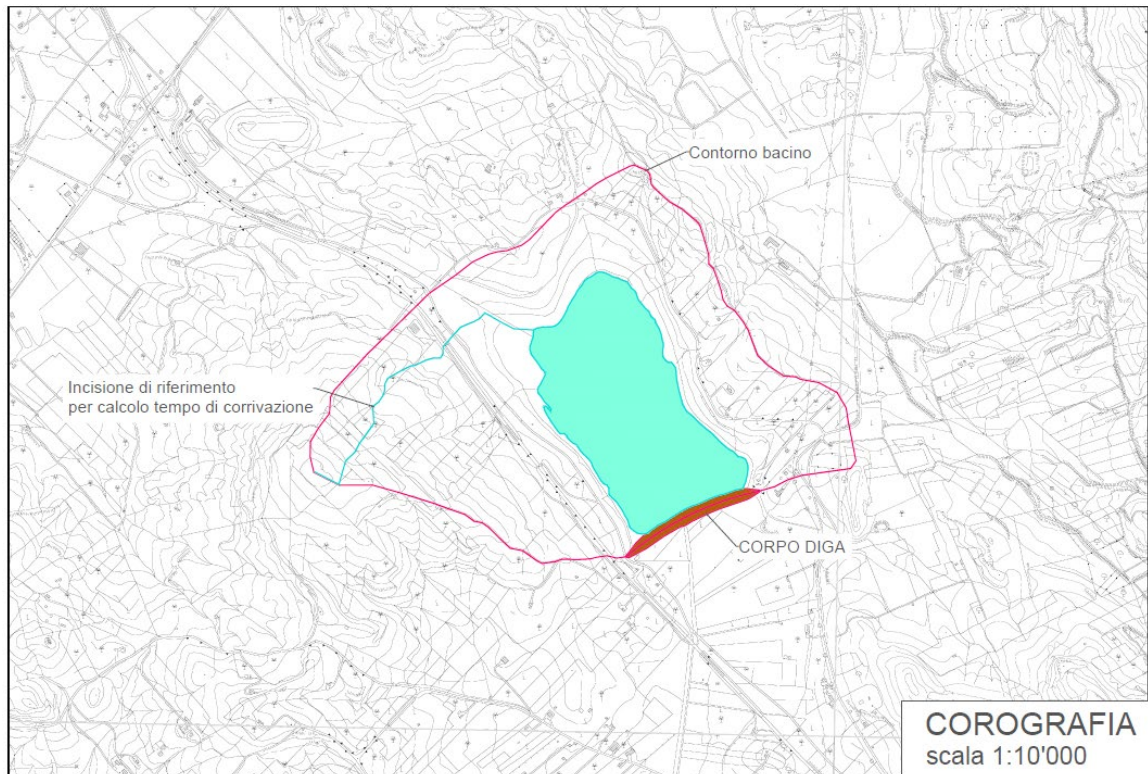 Contorno bacino
Incisione di riferimento
per calcolo tempo di corrivazione
CORPO DIGA
COROGRAFIA
scala 1:10'000